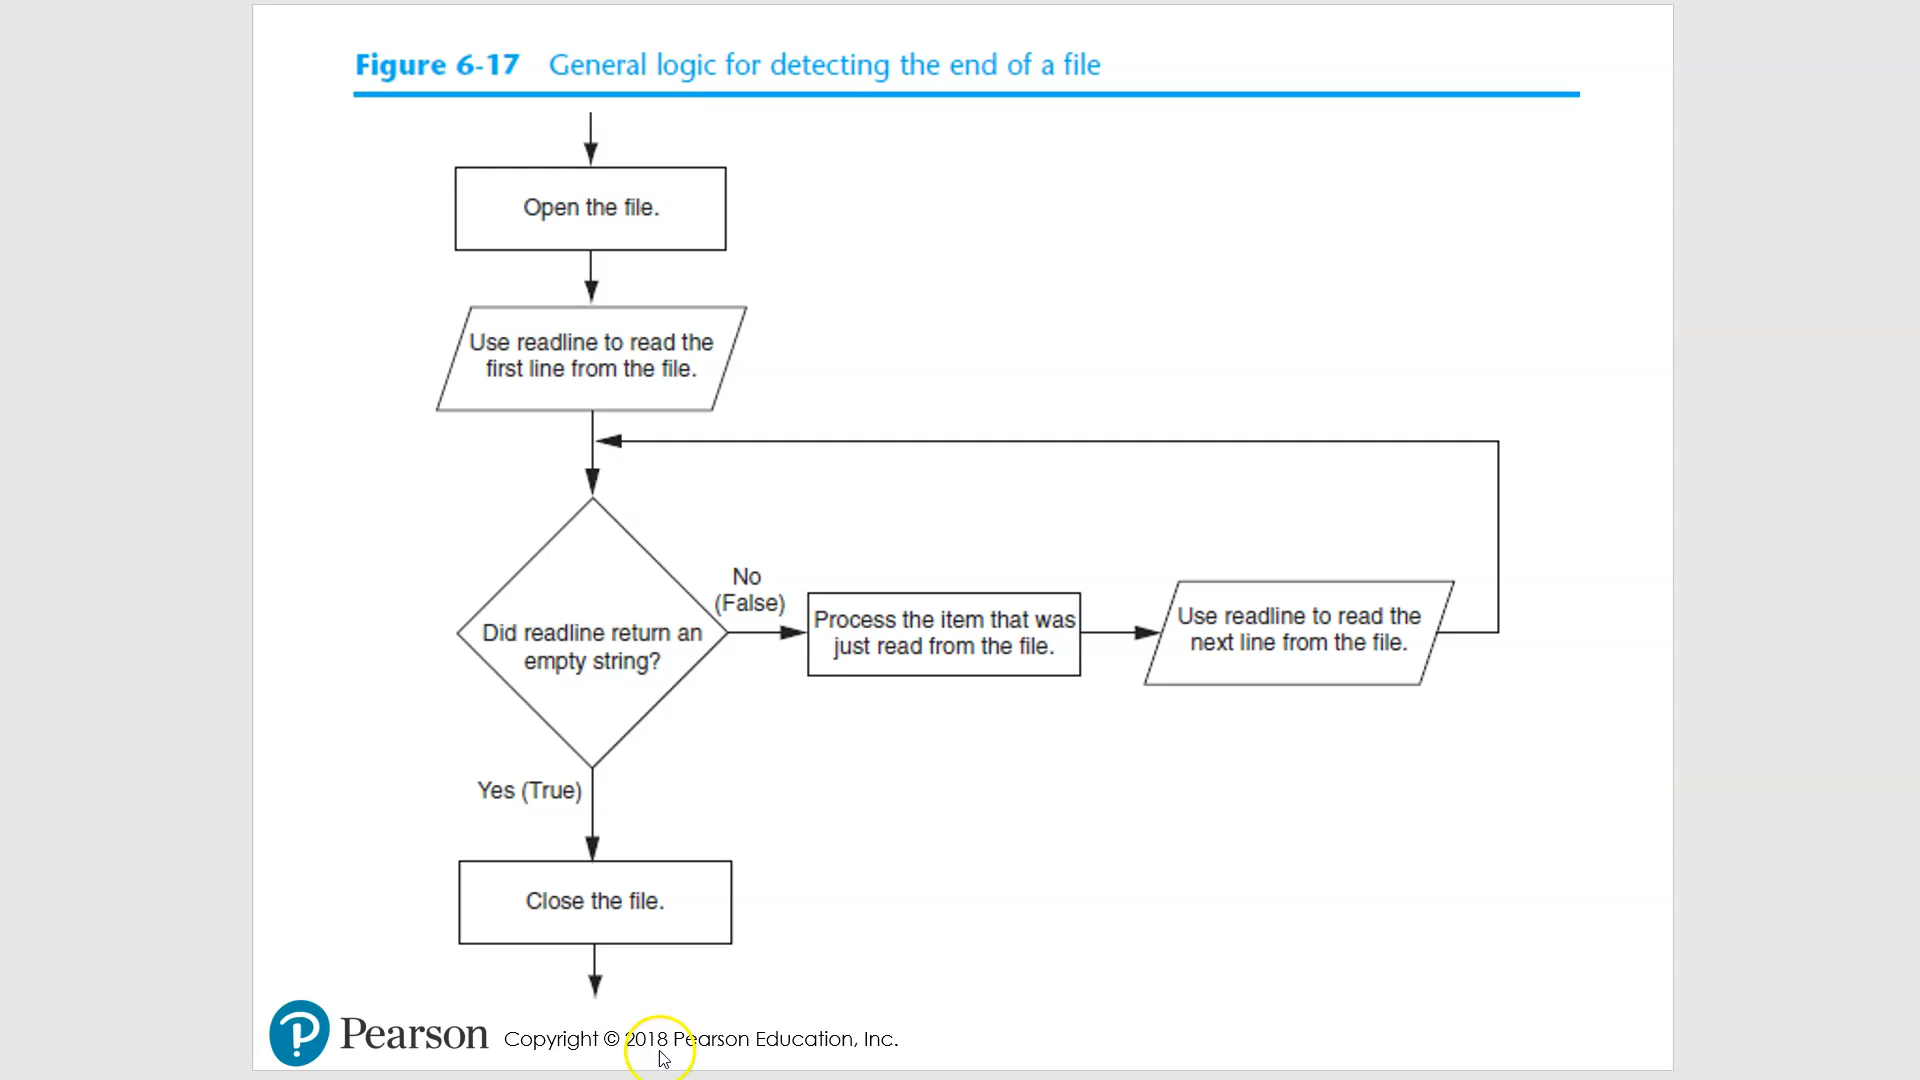 Figure 6-17 General logic for detecting the end of a file
Open the file.
Use readline to read the
first line from the file.
No
(False)
Did readline return an
empty string?
Process the item that was
just read from the file.
Use readline to read the
next line from the file.
Yes (True)
Close the file.
Pearson Copyright © 2018 Pearson Education, Inc.